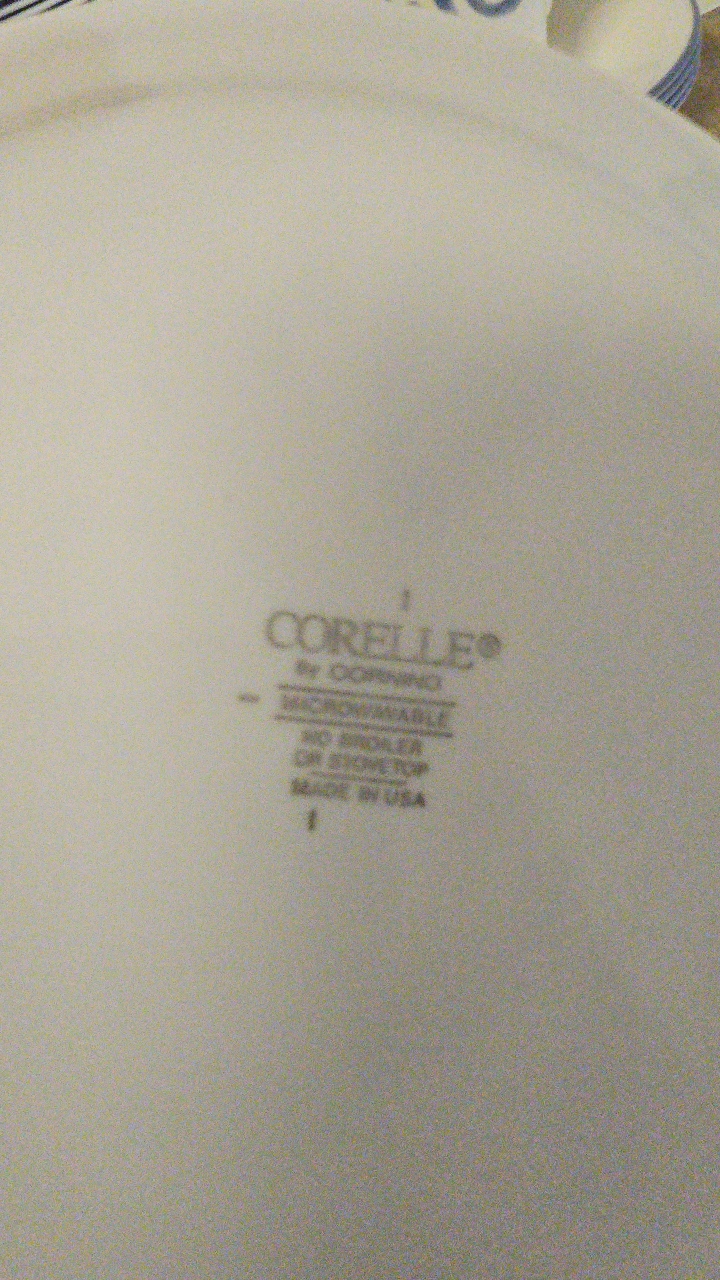 CORELLE®
By CORNING
MICROWAVABLE
NO BROILER
OR STOVETOP
MADE IN USA